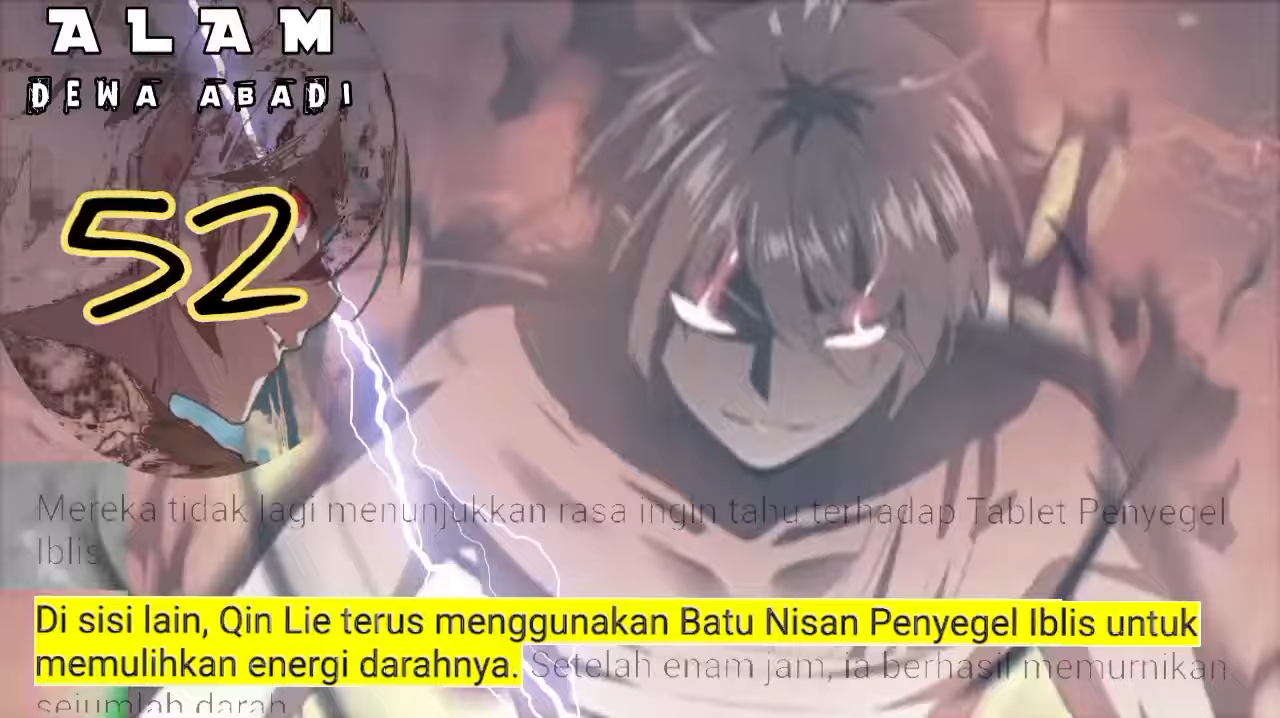 ALAM
DEWA ABADI
52
Mereka tidak lagi menunjukkan rasa ingin tahu terhadap Tablet Penyegel
Iblis
Di sisi lain, Qin Lie terus menggunakan Batu Nisan Penyegel Iblis untuk
memulihkan energi darahnya. Setelah enam jam, ia berhasil memurnikan
sejumlah darah